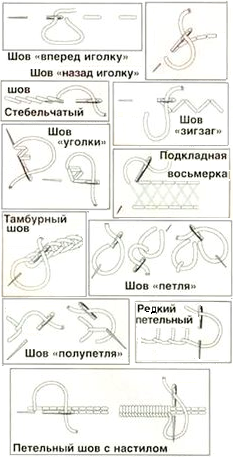 Шов «вперед иголку»
Шов «назад иголку»
шов
Стебельчатый
Шов
«зигзаг»
Шов
«уголки»
Подкладная
восьмерка
Тамбурный
шов
Шов «петля»
Шов «полупетля»
Редкий
петельный
Петельный шов с настилом